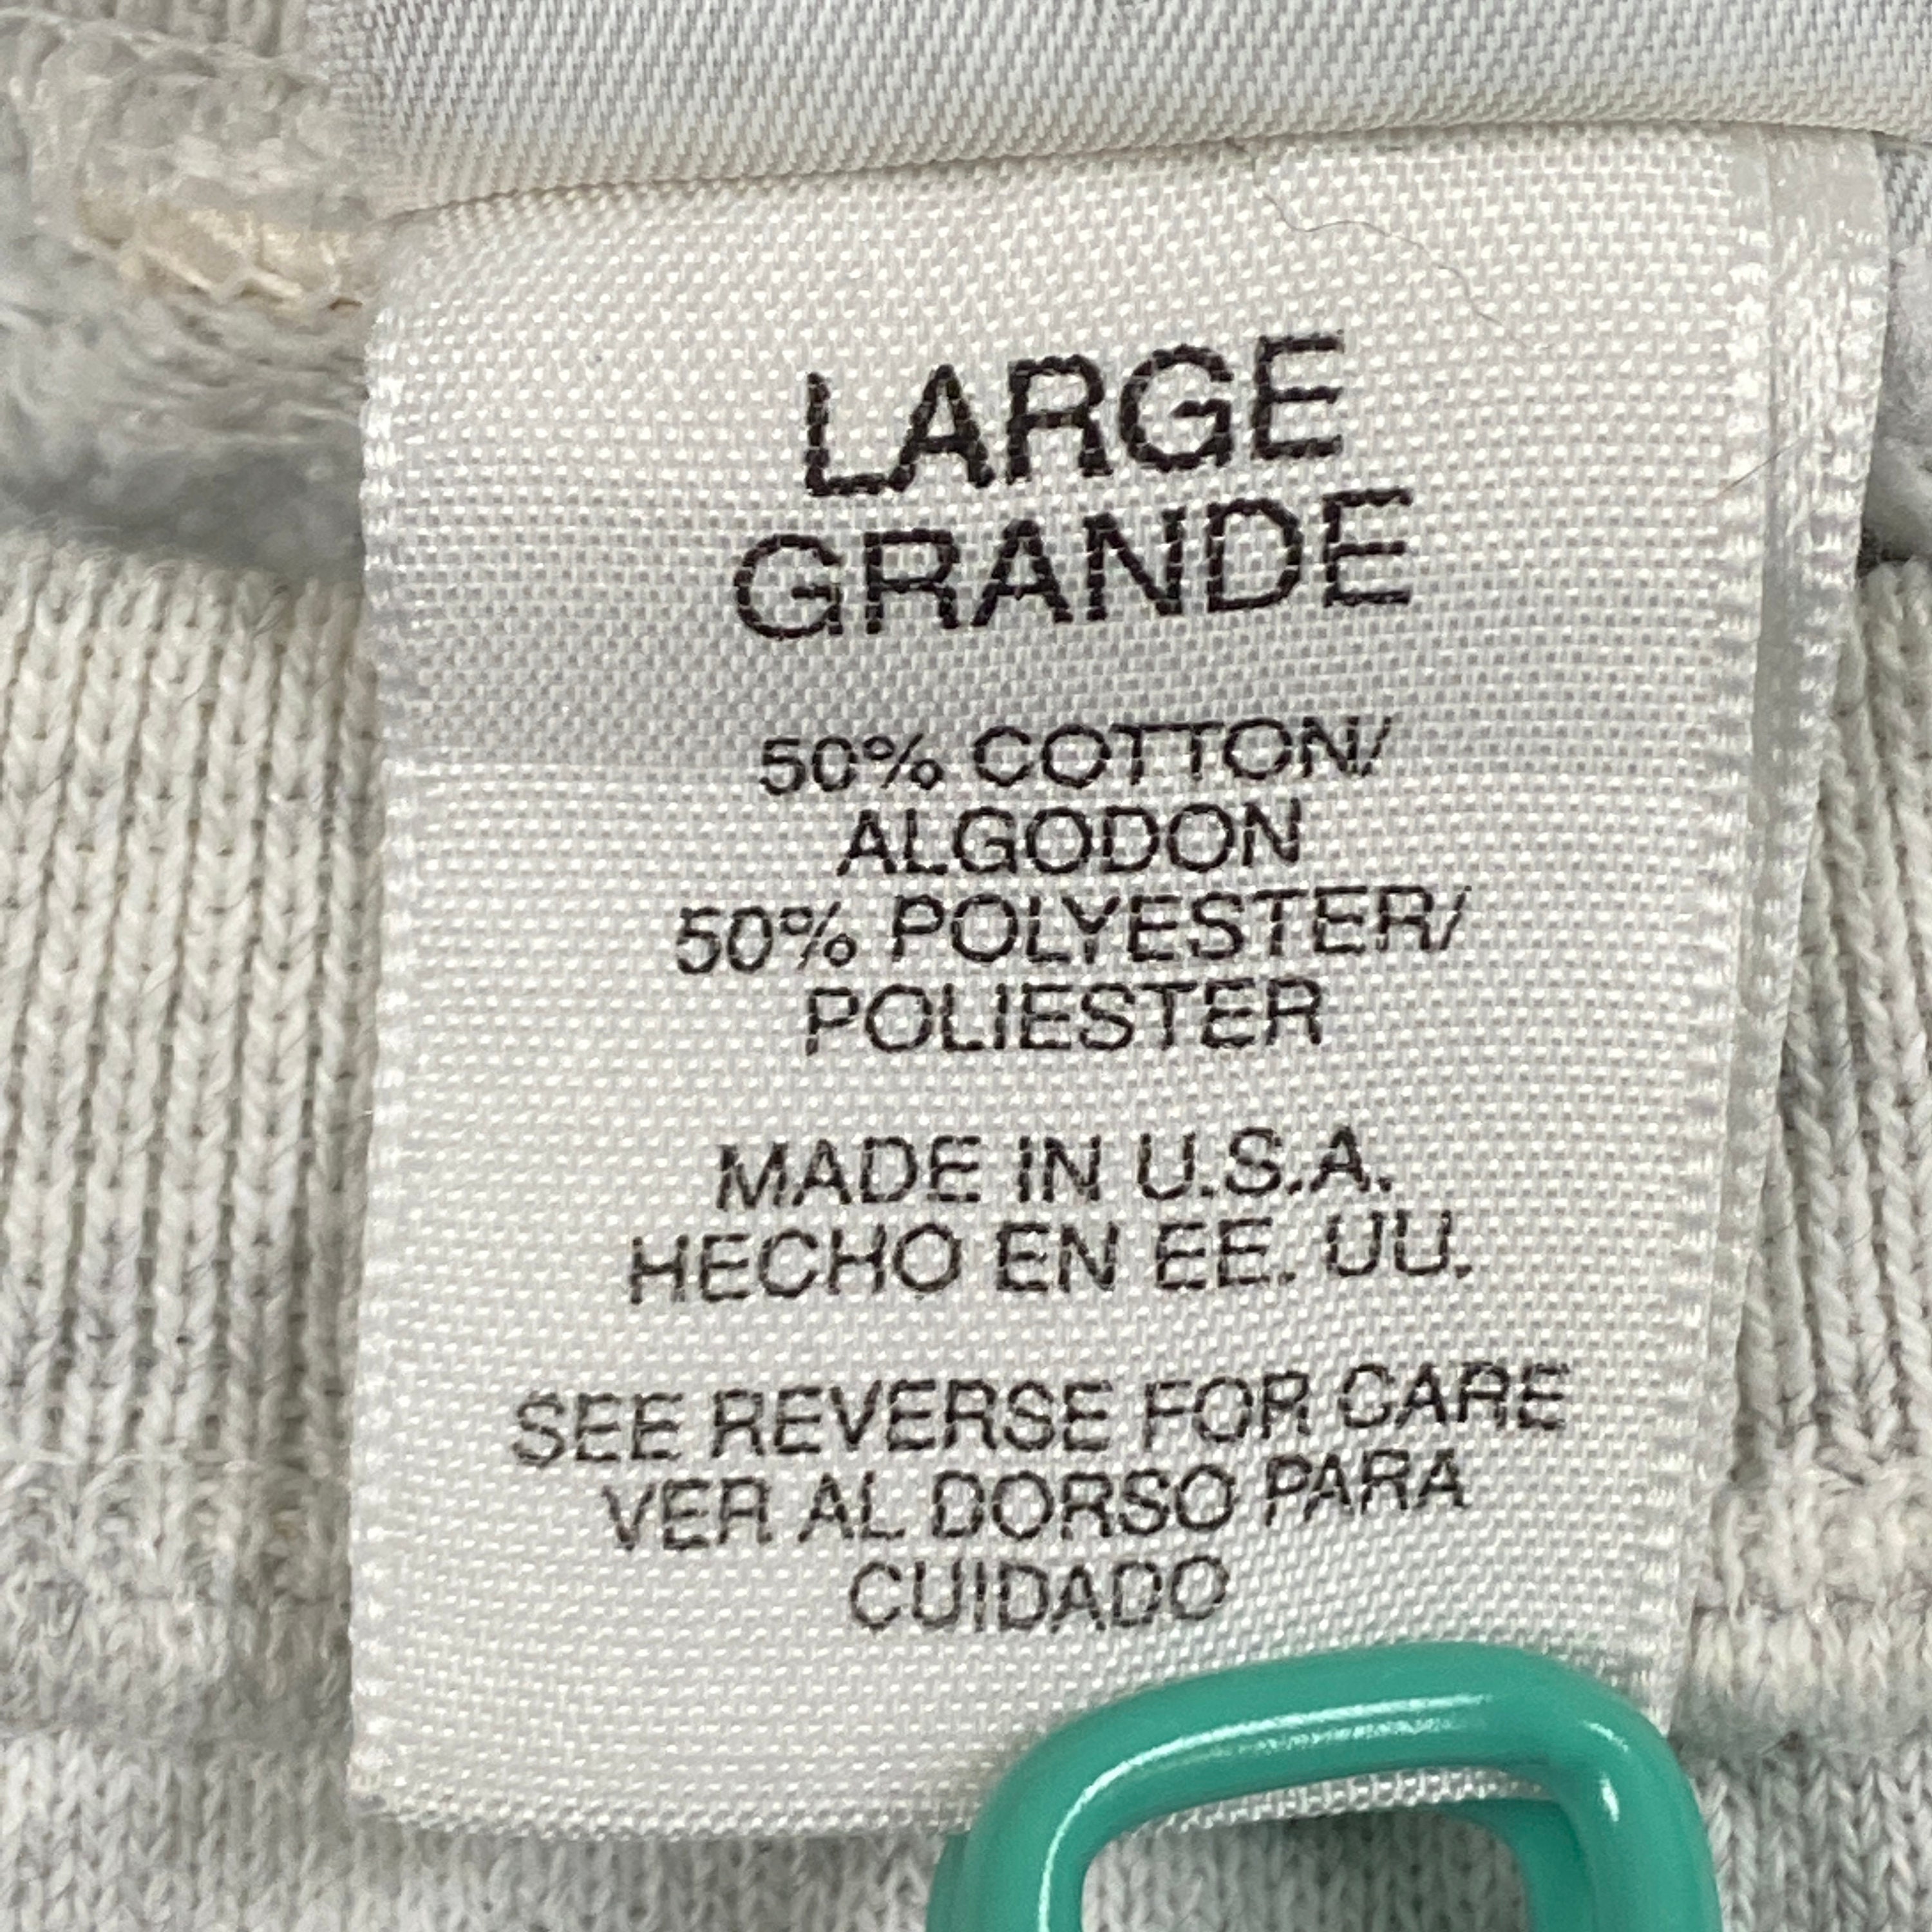 LARGE
GRANDE
50% COTTON/
ALGODON
50% POLYESTER/
POLIESTER
MADE IN U.S.A.
HECHO EN EE. UU.
SEE REVERSE FOR CARE
VER AL DORSO PARA
CUIDADO